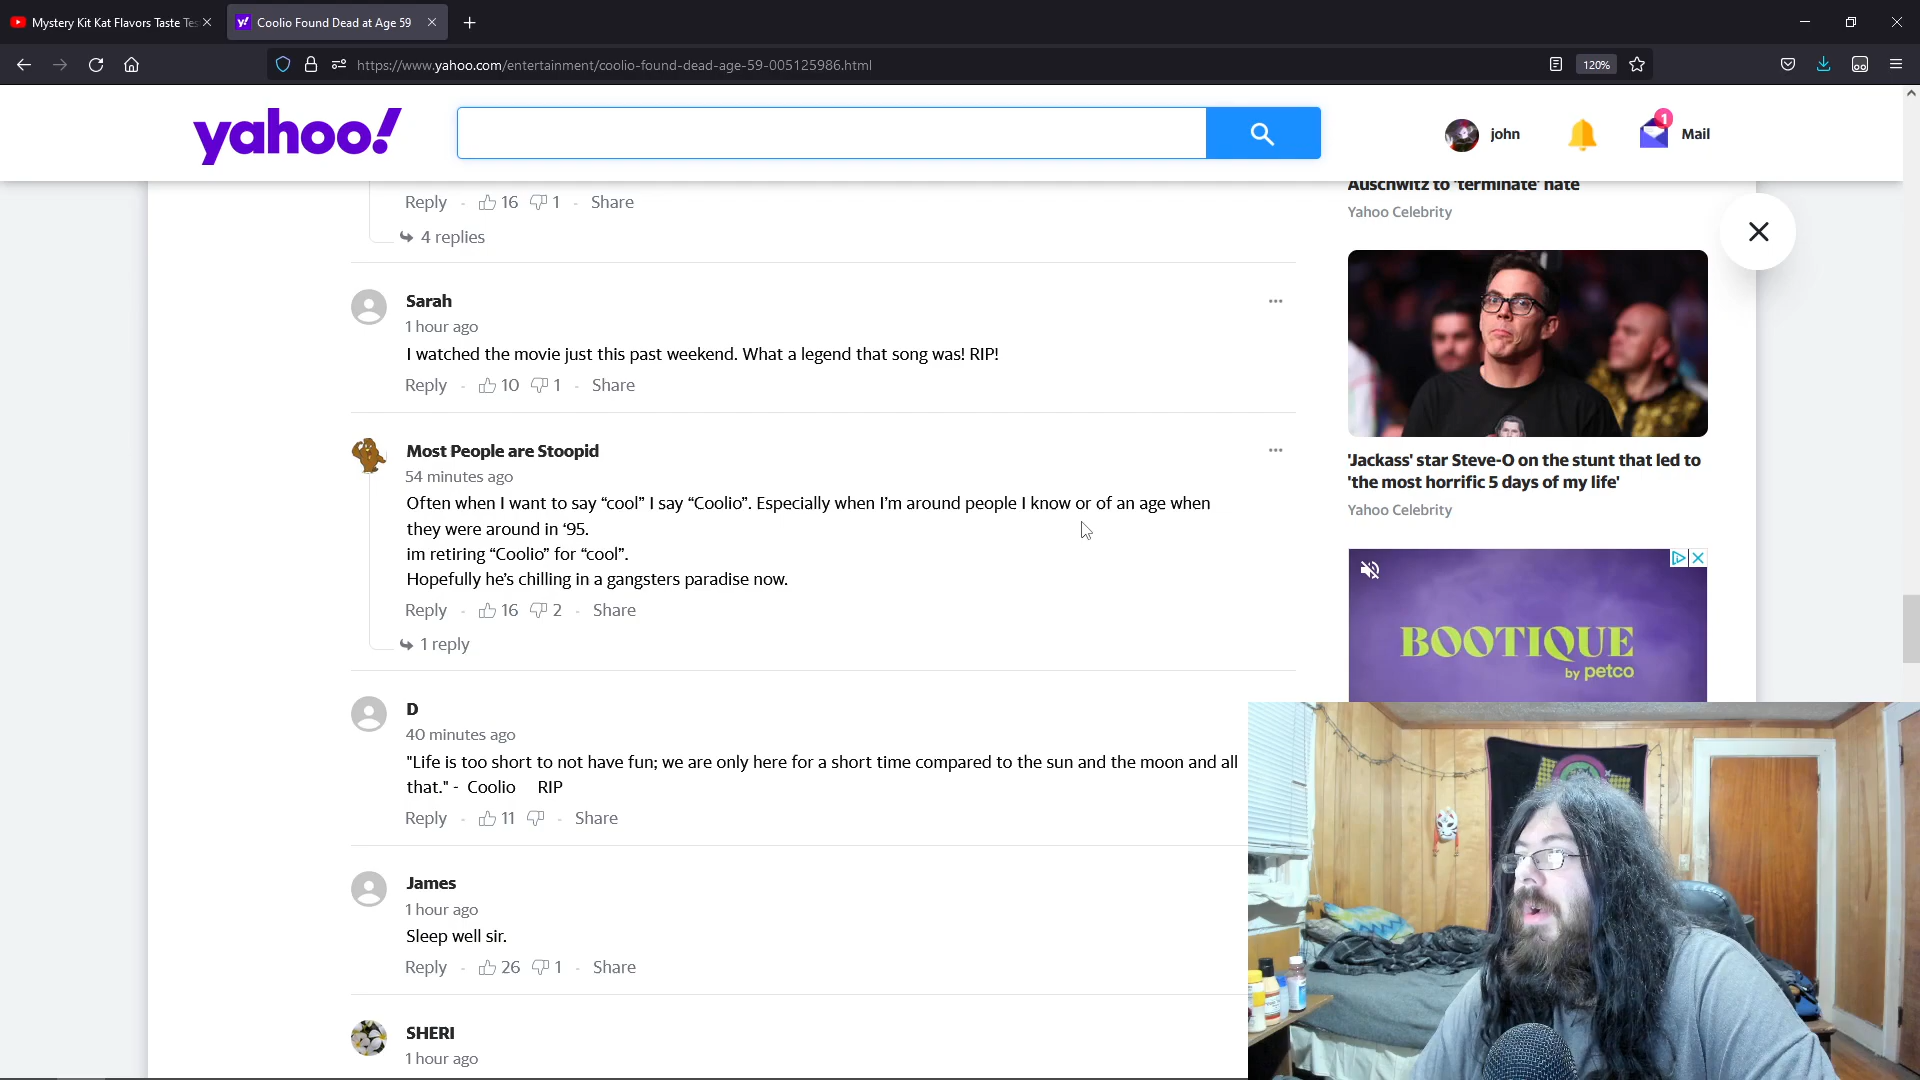 Mystery Kit Kat Flavors Taste Tes
Coolio Found Dead at Age 59
https://www.yahoo.com/entertainment/coolio-found-dead-age-59-005125986.html
120%
yahoo!
john
1
Mail
Reply - 16 1 - Share
4 replies
Sarah
1 hour ago
I watched the movie just this past weekend. What a legend that song was! RIP!
Reply - 10 1 - Share
Most People are Stoopid
54 minutes ago
Often when I want to say “cool” I say “Coolio”. Especially when I’m around people I know or of an age when
they were around in ‘95.
im retiring “Coolio” for “cool”.
Hopefully he’s chilling in a gangsters paradise now.
Reply - 16 2 - Share
1 reply
D
40 minutes ago
"Life is too short to not have fun; we are only here for a short time compared to the sun and the moon and all
that." - Coolio RIP
Reply - 11 - Share
James
1 hour ago
Sleep well sir.
Reply - 26 1 - Share
SHERI
1 hour ago
Auschwitz to 'terminate' hate
Yahoo Celebrity
'Jackass' star Steve-O on the stunt that led to
'the most horrific 5 days of my life'
Yahoo Celebrity
BOOTIQUE
by petco